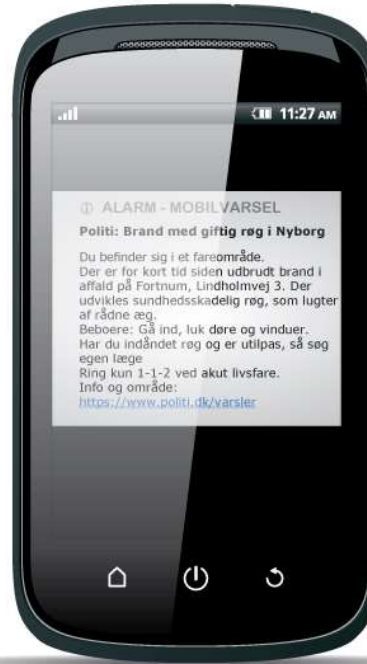 11:27 AM
ALARM - MOBILVARSEL
Politi: Brand med giftig røg i Nyborg
Du befinder sig i et fareområde.
Der er for kort tid siden udbrudt brand i
affald på Fortnum, Lindholmvej 3. Der
udvikles sundhedsskadelig røg, som lugter
af rådne æg.
Beboere: Gå ind, luk døre og vinduer.
Har du indåndet røg og er utilpas, så søg
egen læge
Ring kun 1-1-2 ved akut livsfare.
Info og område:
https://www.politi.dk/varsler